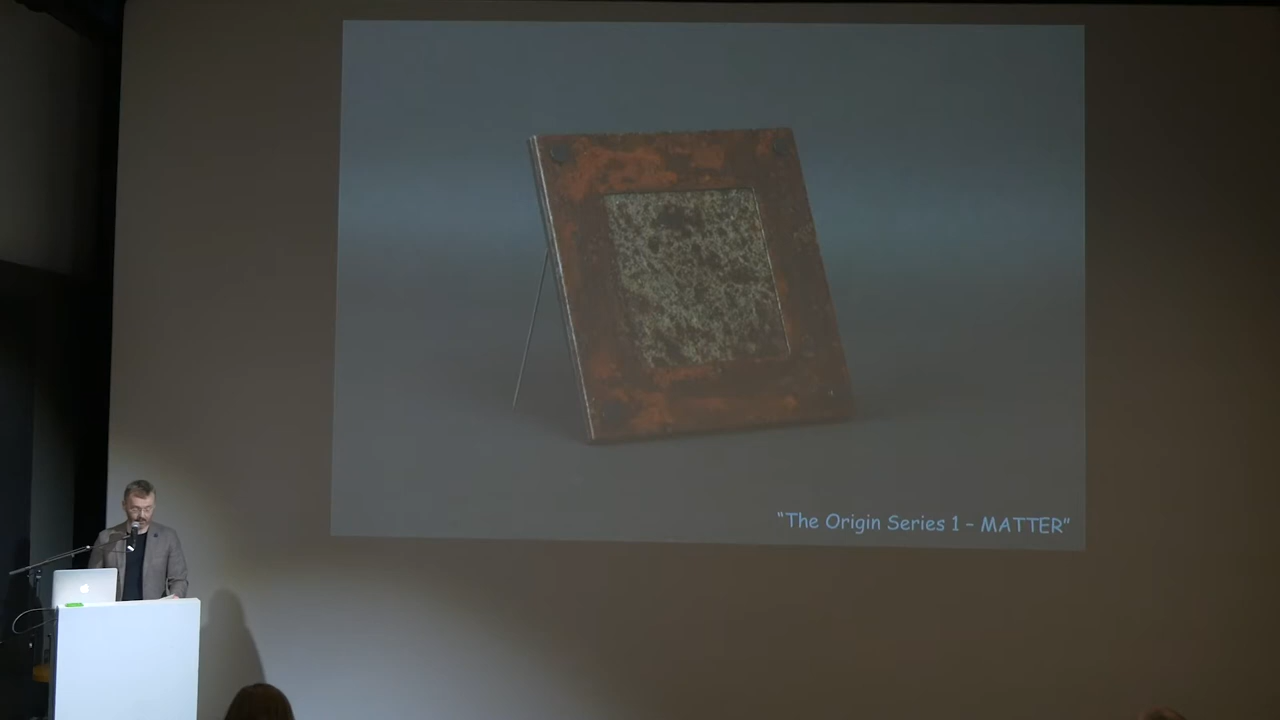 “The Origin Series 1 – MATTER”